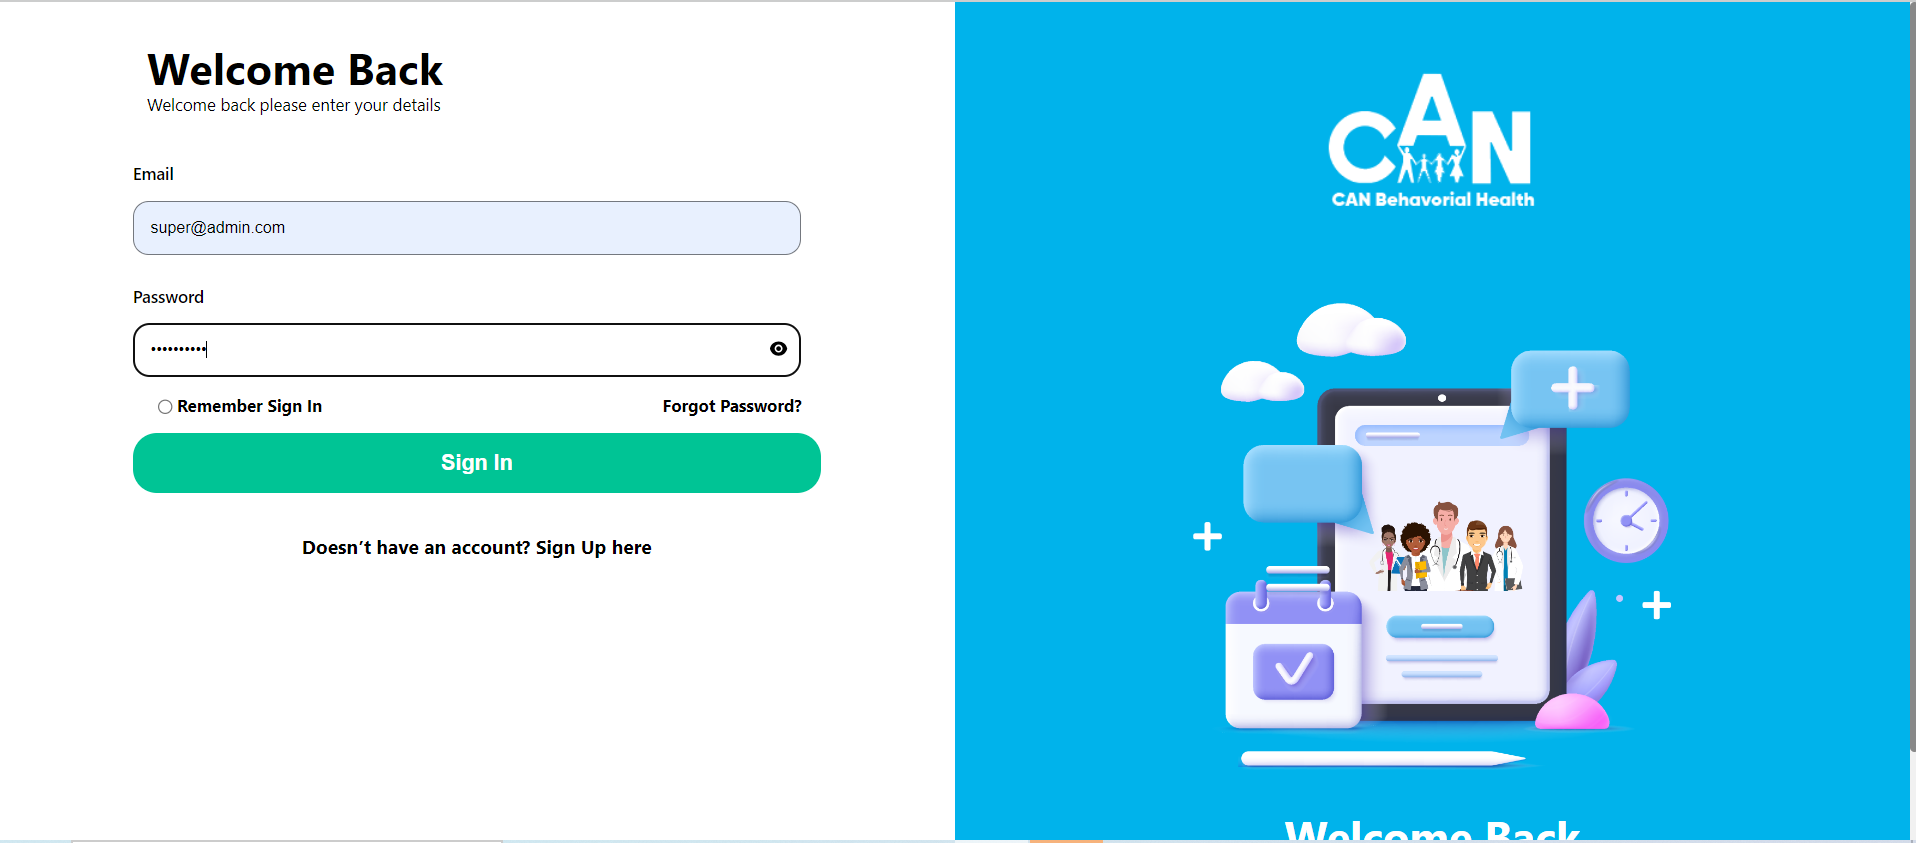 Welcome Back
Welcome back please enter your details
Email
super@admin.com
Password
••••••••••
Remember Sign In
Forgot Password?
Sign In
Doesn’t have an account? Sign Up here
CAN
CAN Behavorial Health
Welcome Back